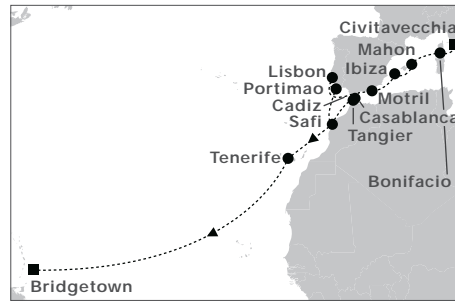 Civitavecchia
Mahon
Lisbon
Ibiza
Portimao
Motril
Cadiz
Casablanca
Safi
Tangier
Tenerife
Bonifacio
Bridgetown